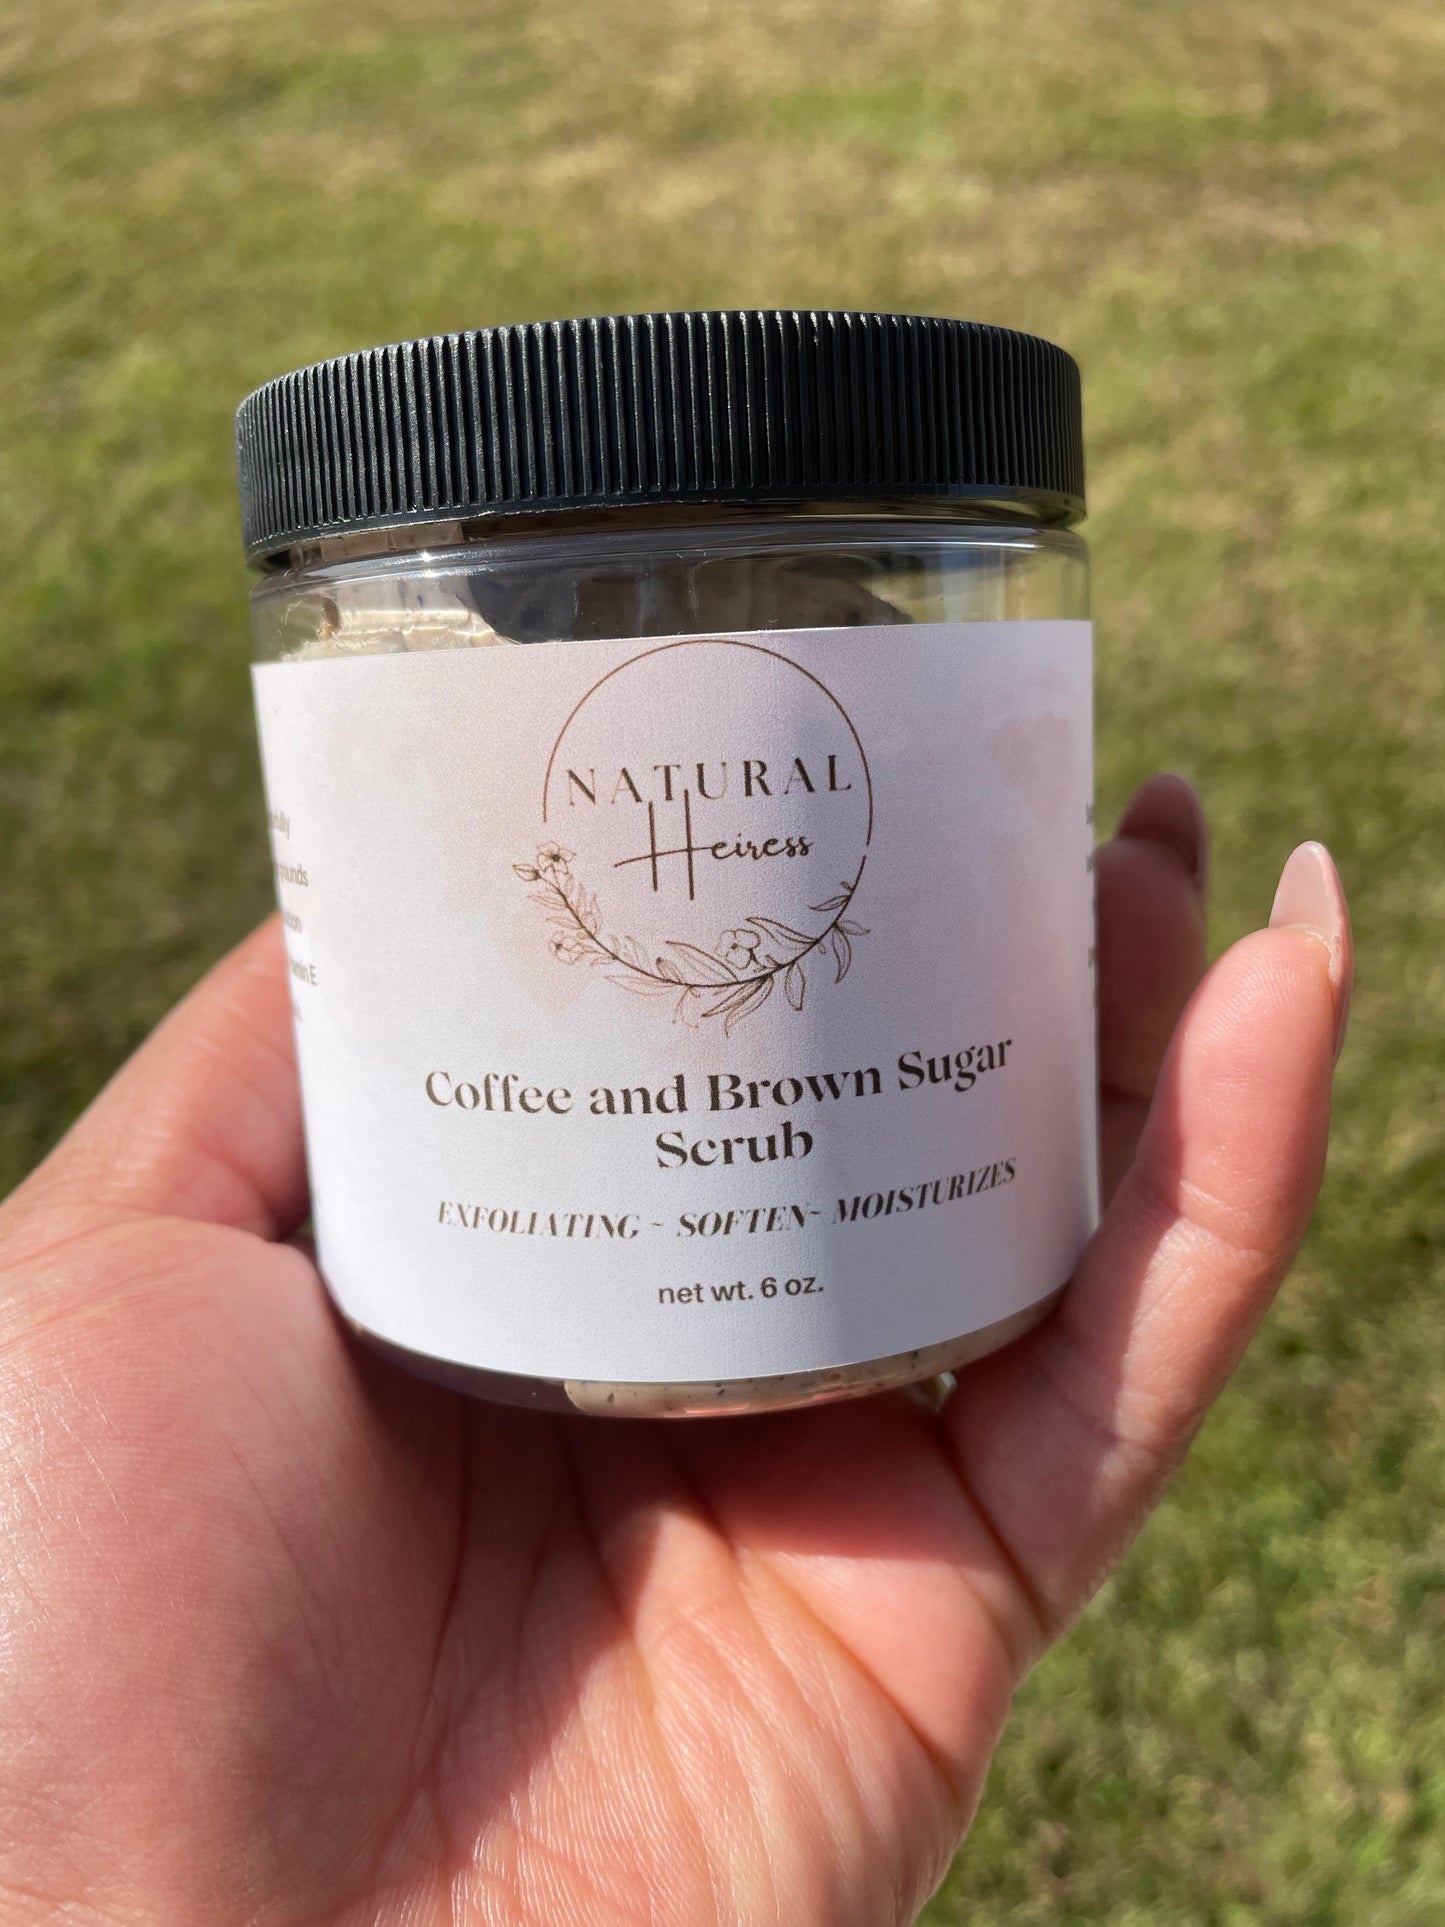 NATURAL
Heiress
Coffee and Brown Sugar
Scrub
EXFOLIATING ~ SOFTEN~ MOISTURIZES
net wt. 6 oz.